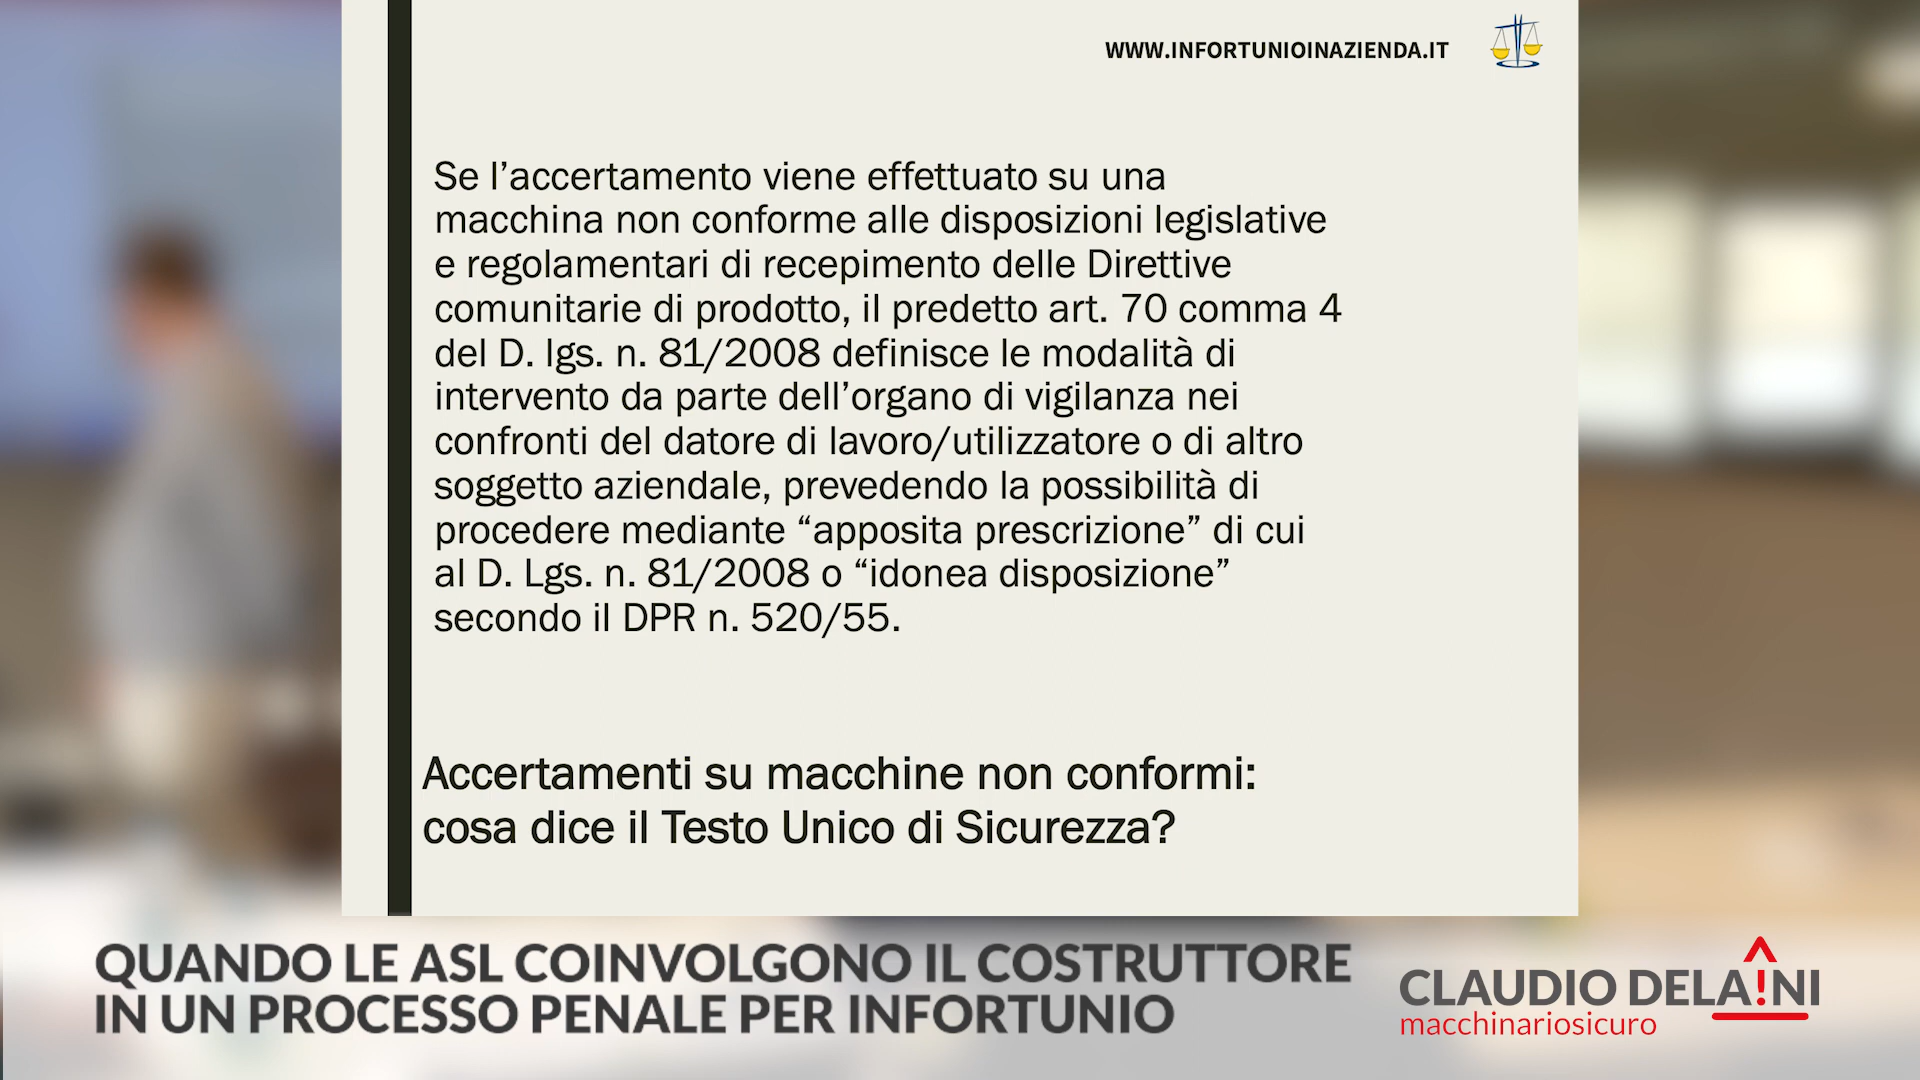 WWW.INFORTUNIOINAZIENDA.IT
Se l’accertamento viene effettuato su una
macchina non conforme alle disposizioni legislative
e regolamentari di recepimento delle Direttive
comunitarie di prodotto, il predetto art. 70 comma 4
del D. lgs. n. 81/2008 definisce le modalità di
intervento da parte dell’organo di vigilanza nei
confronti del datore di lavoro/utilizzatore o di altro
soggetto aziendale, prevedendo la possibilità di
procedere mediante “apposita prescrizione” di cui
al D. Lgs. n. 81/2008 o “idonea disposizione”
secondo il DPR n. 520/55.
Accertamenti su macchine non conformi:
cosa dice il Testo Unico di Sicurezza?
QUANDO LE ASL COINVOLGONO IL COSTRUTTORE
IN UN PROCESSO PENALE PER INFORTUNIO
CLAUDIO DELA!NI
macchinariosicuro